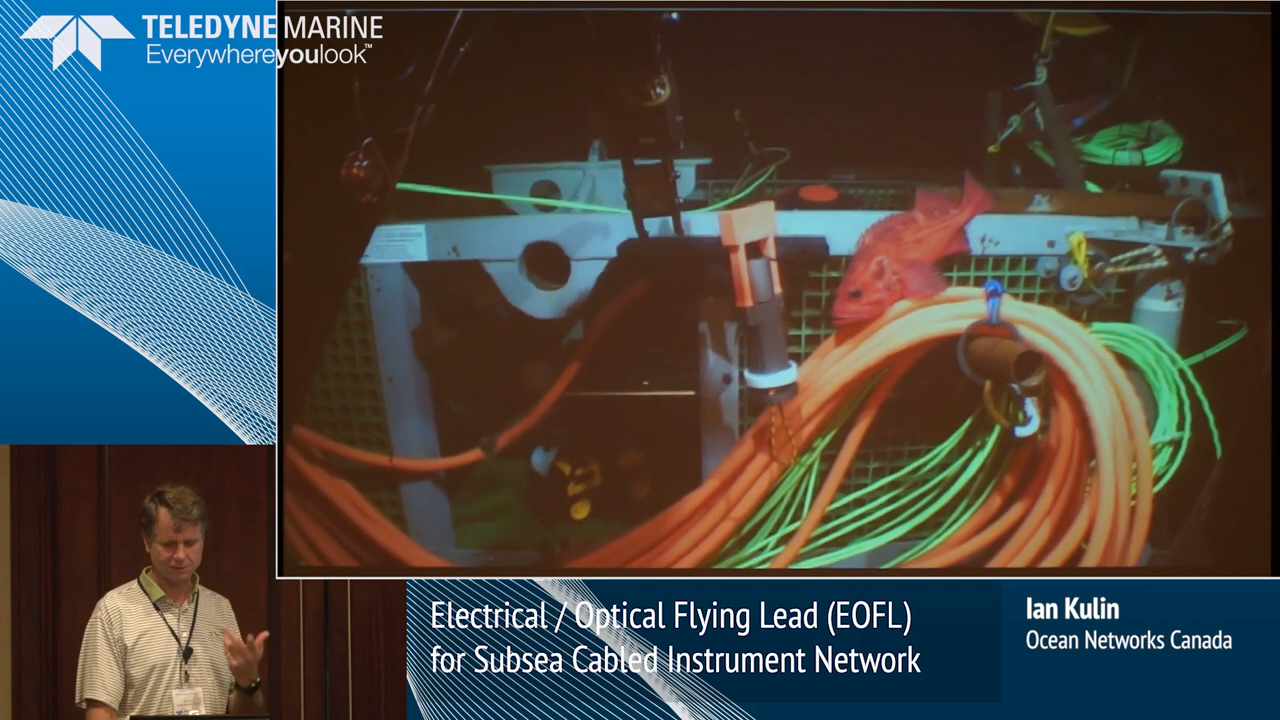 TELEDYNE MARINE
Everywhereyoulook™
Electrical / Optical Flying Lead (EOFL)
for Subsea Cabled Instrument Network
Ian Kulin
Ocean Networks Canada